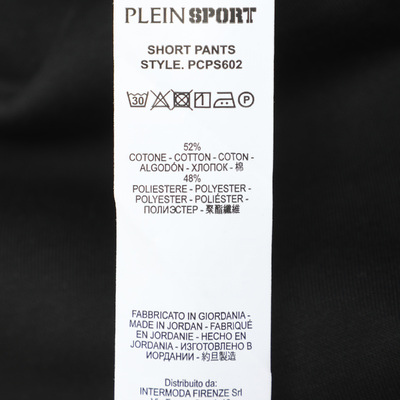 PLEIN SPORT
SHORT PANTS
STYLE. PCPS602
30
52%
COTONE - COTTON - COTON -
ALGODÓN - ХЛОПОК - 棉
48%
POLIESTERE - POLYESTER -
POLYESTER - POLIÉSTER -
ПОЛИЭСТЕР - 聚酯纖維
FABBRICATO IN GIORDANIA -
MADE IN JORDAN - FABRIQUÉ
EN JORDANIE - HECHO EN
JORDANIA - ИЗГОТОВЛЕНО В
ИОРДАНИИ - 約旦製造
Distribuito da:
INTERMODA FIRENZE Srl